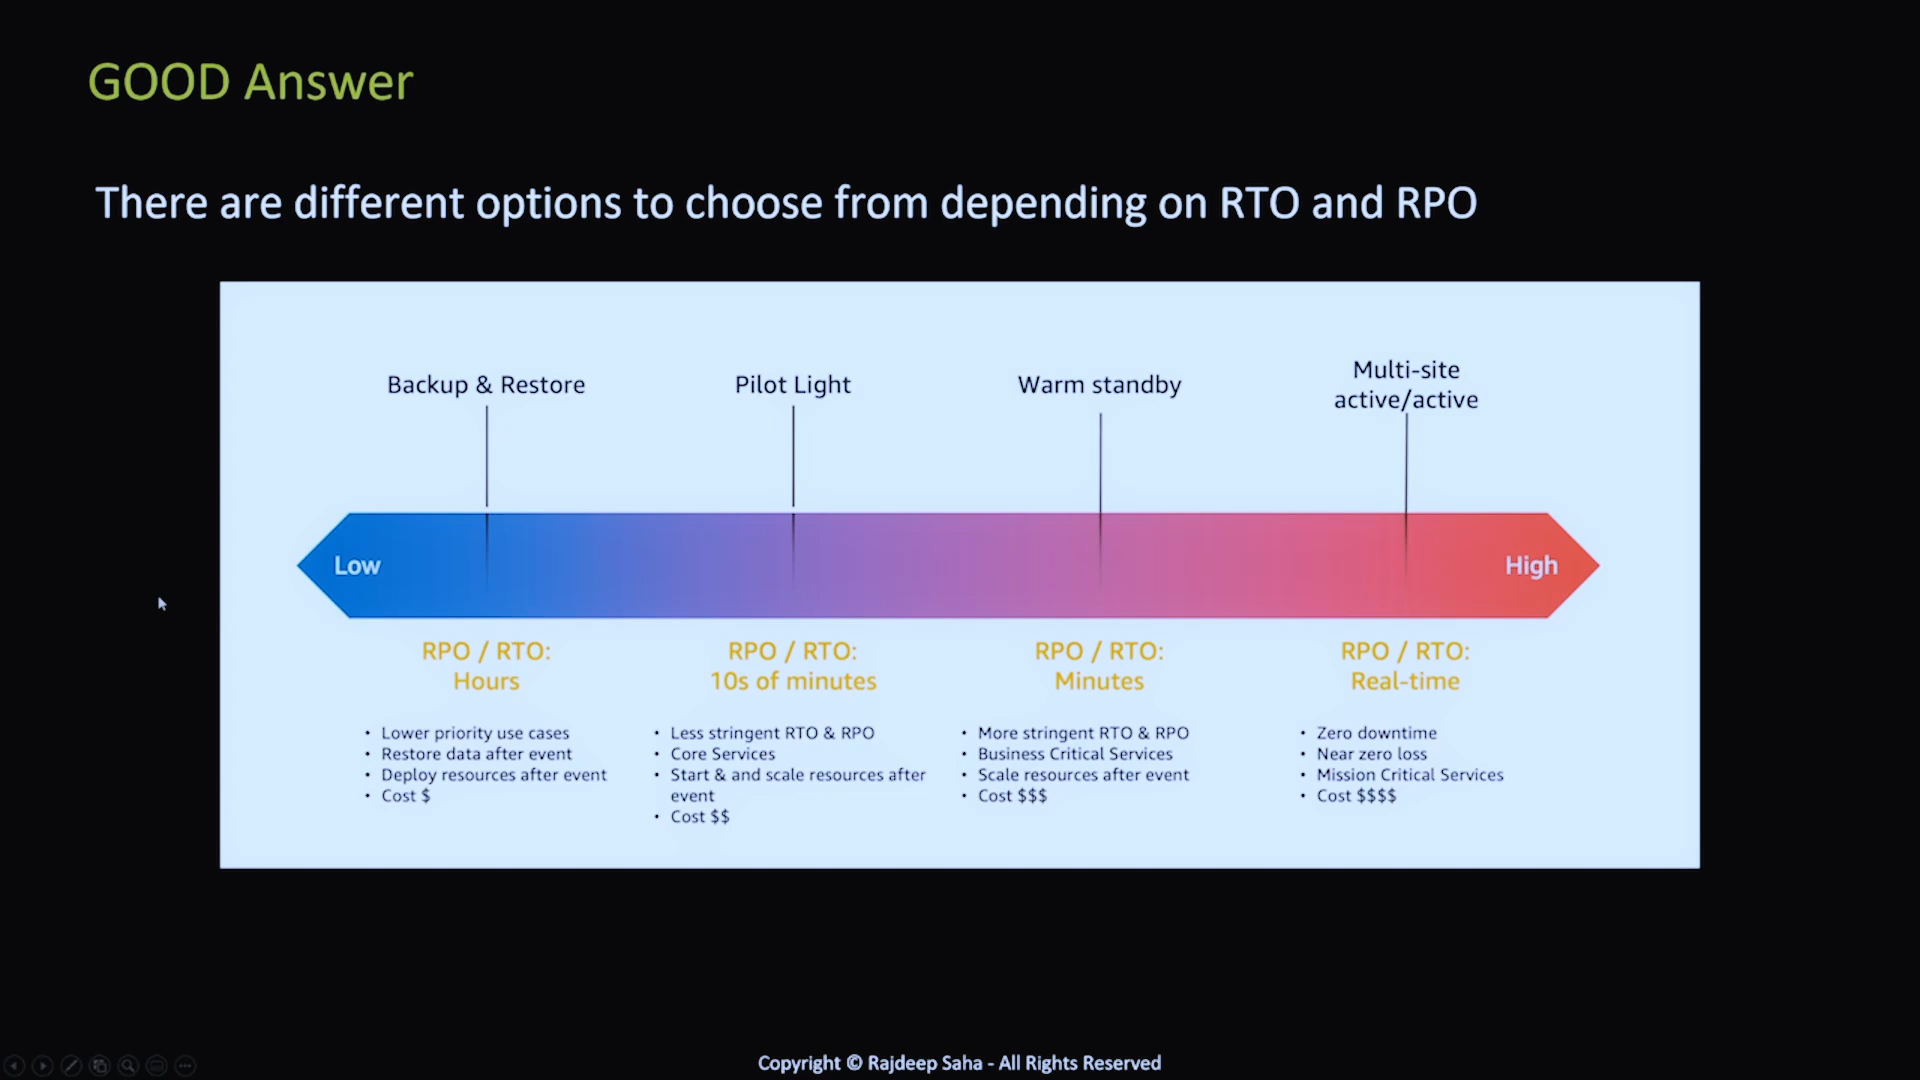 GOOD Answer
There are different options to choose from depending on RTO and RPO
Backup & Restore
Pilot Light
Warm standby
Multi-site
active/active
Low
High
RPO / RTO:
Hours
RPO / RTO:
10s of minutes
RPO / RTO:
Minutes
RPO / RTO:
Real-time
• Lower priority use cases
• Restore data after event
• Deploy resources after event
• Cost $
• Less stringent RTO & RPO
• Core Services
• Start & and scale resources after
event
• Cost $$
• More stringent RTO & RPO
• Business Critical Services
• Scale resources after event
• Cost $$$
• Zero downtime
• Near zero loss
• Mission Critical Services
• Cost $$$$
Copyright © Rajdeep Saha - All Rights Reserved